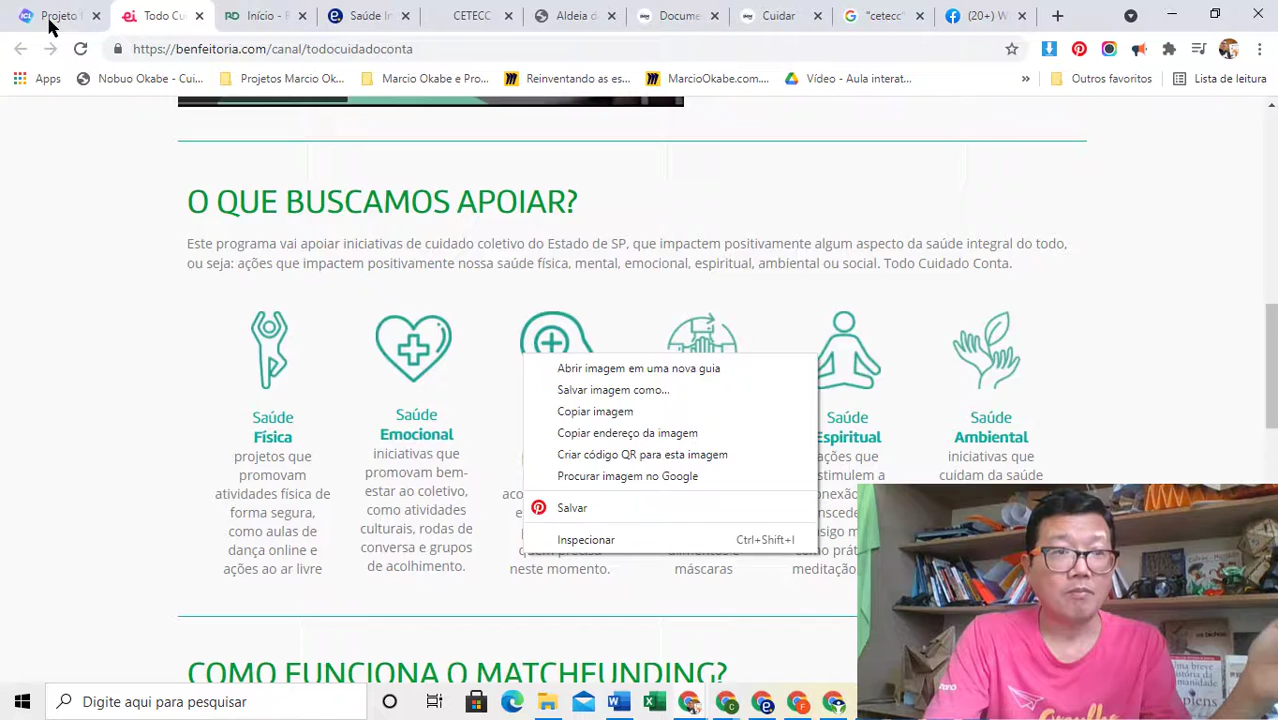 Projeto
Todo Cu
Início - E
Saúde In
CETECC
Aldeia d
Docume
Cuidar
"cetecc"
(20+) W
https://benfeitoria.com/canal/todocuidadoconta
Apps
Nobuo Okabe - Cui...
Projetos Marcio Ok...
Marcio Okabe e Pro...
Reinventando as es...
MarcioOkabe.com....
Vídeo - Aula interat...
»
Outros favoritos
Lista de leitura
O QUE BUSCAMOS APOIAR?
Este programa vai apoiar iniciativas de cuidado coletivo do Estado de SP, que impactem positivamente algum aspecto da saúde integral do todo,
ou seja: ações que impactem positivamente nossa saúde física, mental, emocional, espiritual, ambiental ou social. Todo Cuidado Conta.
Saúde
Física
projetos que
promovam
atividades física de
forma segura,
como aulas de
dança online e
ações ao ar livre
Saúde
Emocional
iniciativas que
promovam bem-
estar ao coletivo,
como atividades
culturais, rodas de
conversa e grupos
de acolhimento.
neste momento.
Abrir imagem em uma nova guia
Salvar imagem como...
Copiar imagem
Copiar endereço da imagem
Criar código QR para esta imagem
Procurar imagem no Google
Salvar
Inspecionar Ctrl+Shift+I
máscaras
Saúde
Espiritual
ações que
meditação
Saúde
Ambiental
iniciativas que
cuidam da saúde
COMO FUNCIONA O MATCHFUNDING?
Digite aqui para pesquisar
Uma breve
história da
humanidade